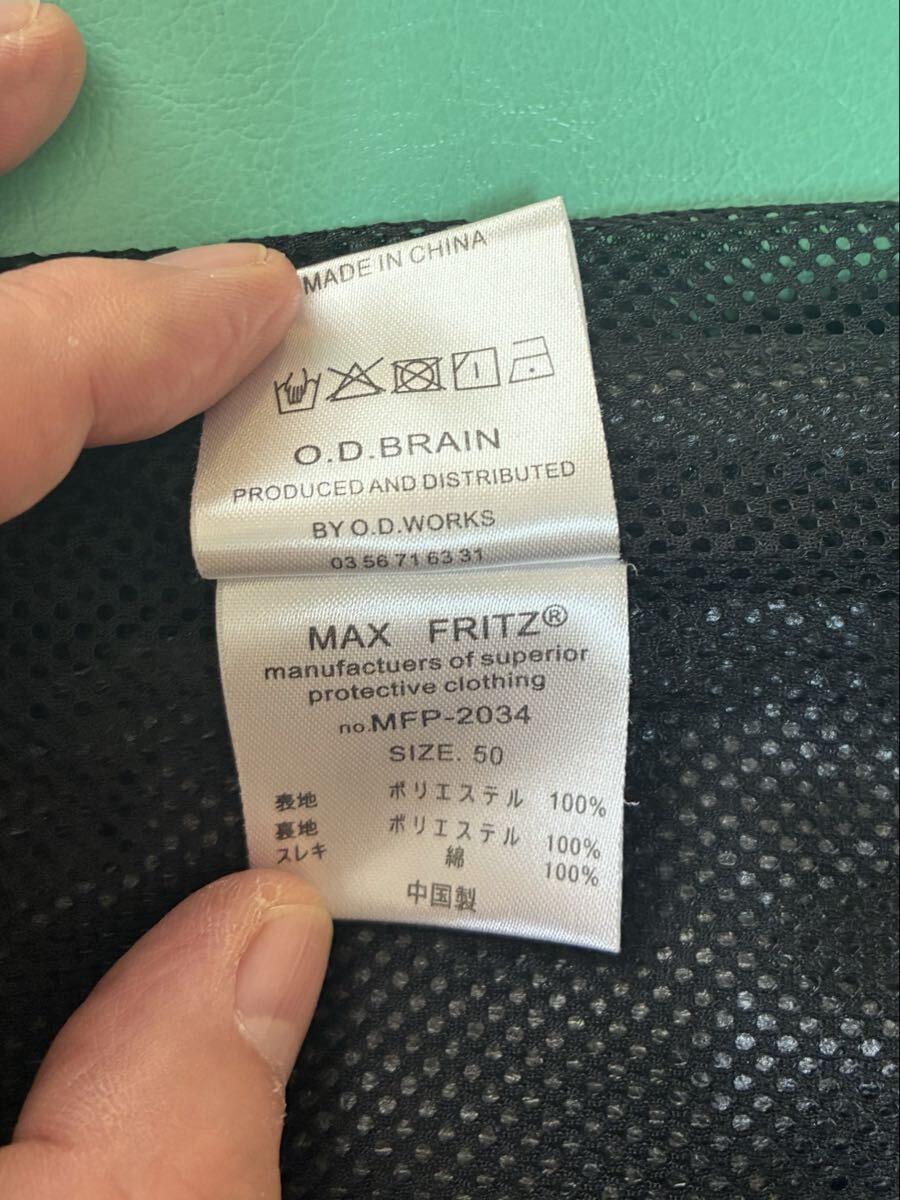 MADE IN CHINA
O.D.BRAIN
PRODUCED AND DISTRIBUTED
BY O.D.WORKS
03 56 71 63 31
MAX FRITZ®
manufactuers of superior
protective clothing
no.MFP-2034
SIZE. 50
表地 ポリエステル 100%
裏地 ポリエステル 100%
スレキ 綿 100%
中国製